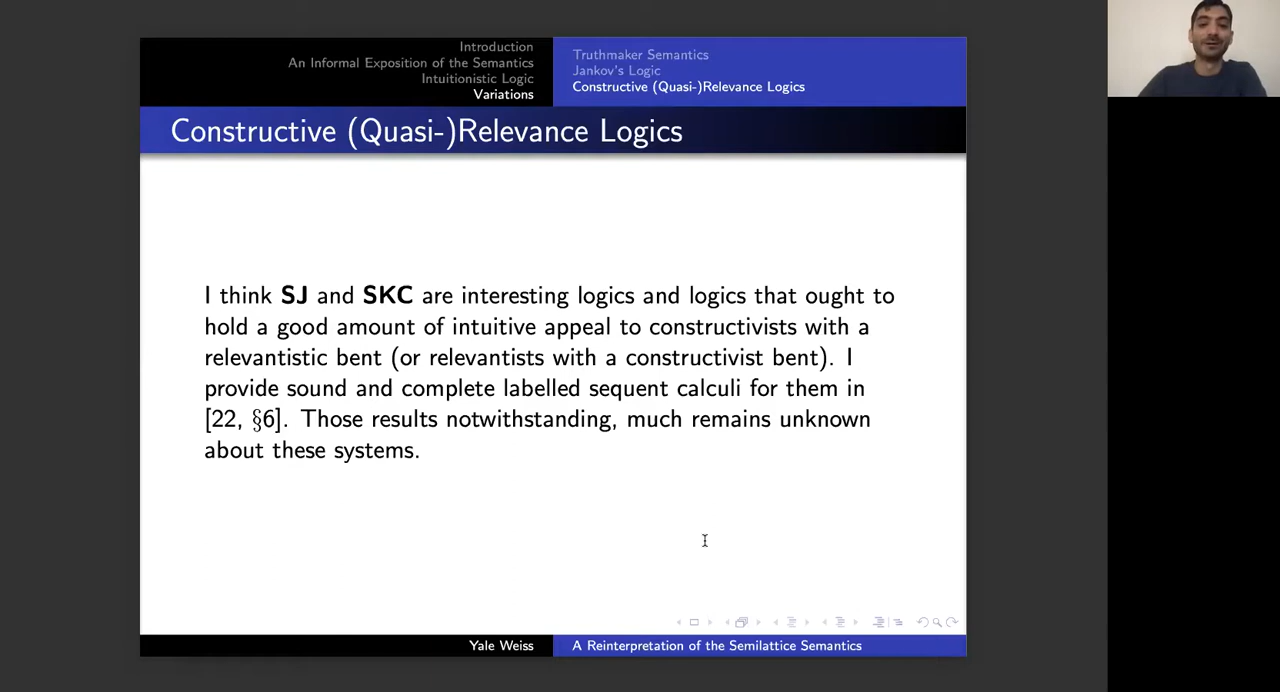 Introduction
An Informal Exposition of the Semantics
Intuitionistic Logic
Variations
Truthmaker Semantics
Jankov's Logic
Constructive (Quasi-)Relevance Logics
Constructive (Quasi-)Relevance Logics
I think SJ and SKC are interesting logics and logics that ought to
hold a good amount of intuitive appeal to constructivists with a
relevantistic bent (or relevantists with a constructivist bent). I
provide sound and complete labelled sequent calculi for them in
[22, §6]. Those results notwithstanding, much remains unknown
about these systems.
Yale Weiss
A Reinterpretation of the Semilattice Semantics